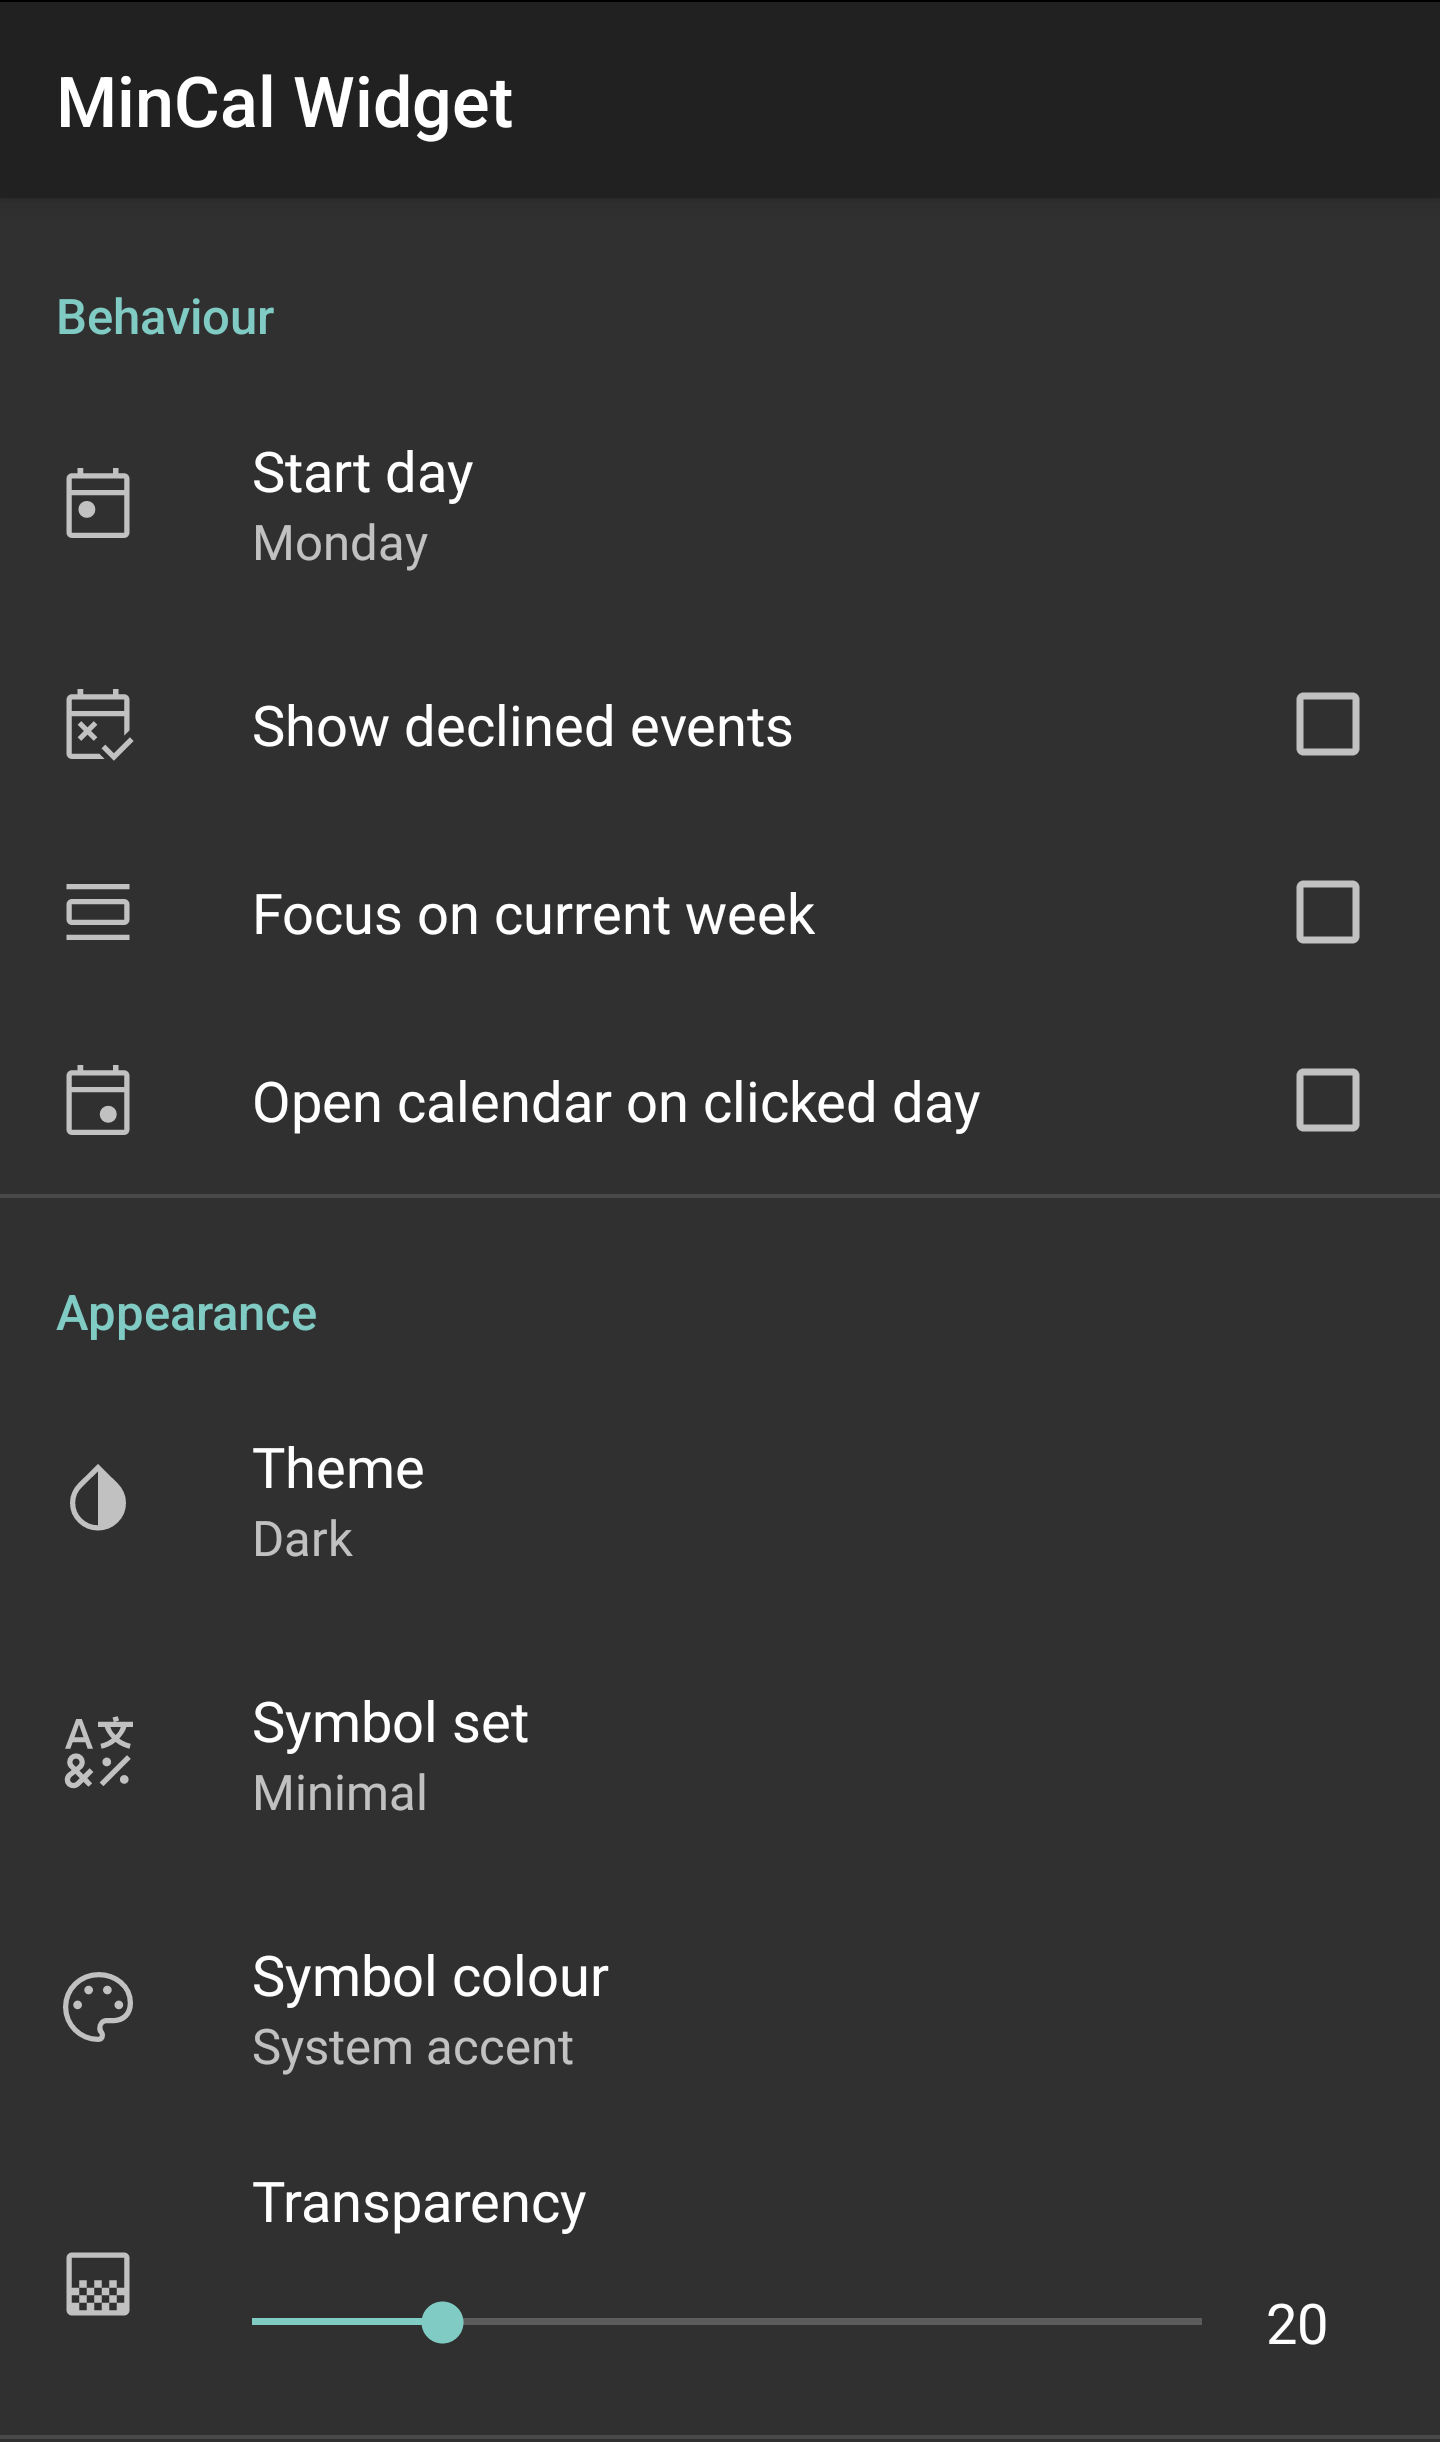 MinCal Widget
Behaviour
Start day
Monday
Show declined events
Focus on current week
Open calendar on clicked day
Appearance
Theme
Dark
Symbol set
Minimal
Symbol colour
System accent
Transparency
20